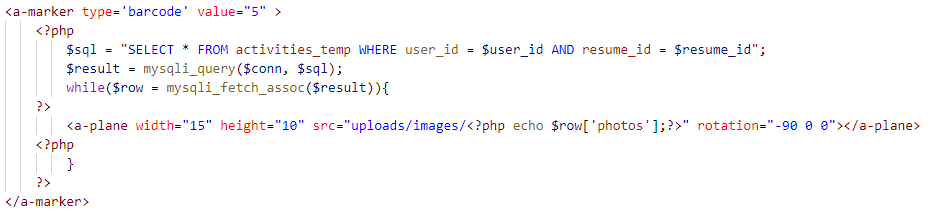 <a-marker type='barcode' value="5" >
<?php
$sql = "SELECT * FROM activities_temp WHERE user_id = $user_id AND resume_id = $resume_id";
$result = mysqli_query($conn, $sql);
while($row = mysqli_fetch_assoc($result)){
?>
<a-plane width="15" height="10" src="uploads/images/<?php echo $row['photos'];?>" rotation="-90 0 0"></a-plane>
<?php
}
?>
</a-marker>